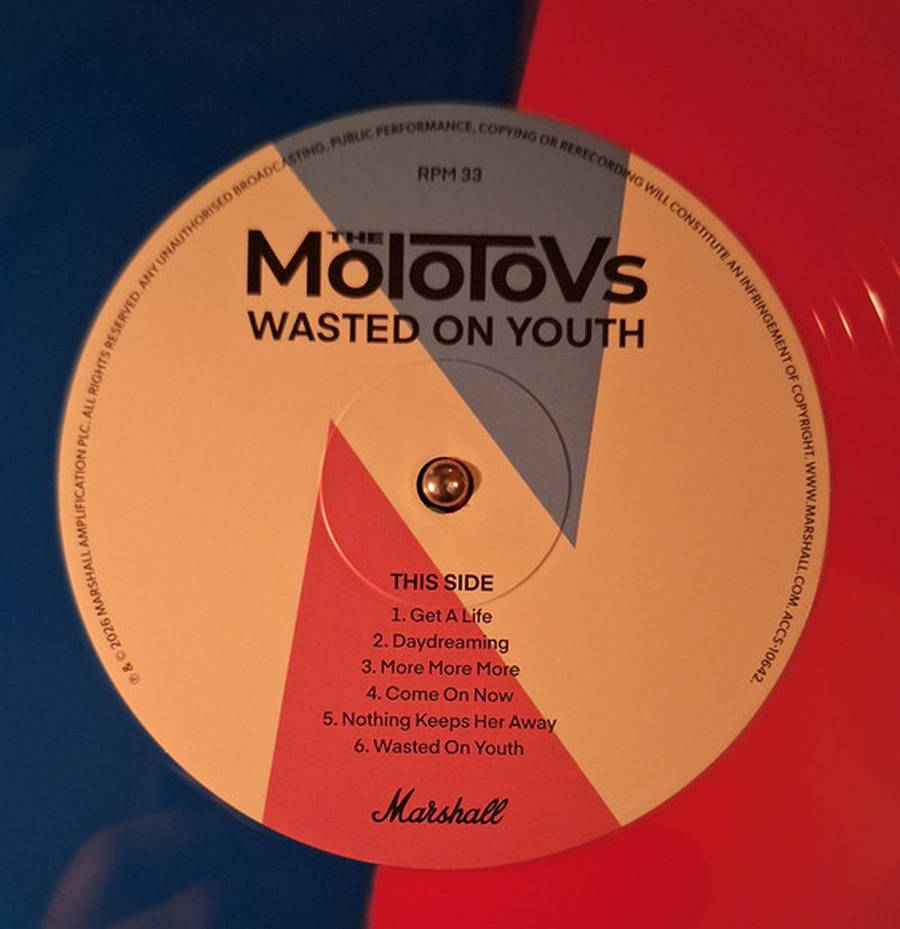 ℗ & © 2026 MARSHALL AMPLIFICATION PLC. ALL RIGHTS RESERVED. ANY UNAUTHORISED BROADCASTING, PUBLIC PERFORMANCE, COPYING OR RERECORDING WILL CONSTITUTE AN INFRINGEMENT OF COPYRIGHT. WWW.MARSHALL.COM. ACCS-10642.
RPM 33
THE
MoloToVs
WASTED ON YOUTH
THIS SIDE
1. Get A Life
2. Daydreaming
3. More More More
4. Come On Now
5. Nothing Keeps Her Away
6. Wasted On Youth
Marshall